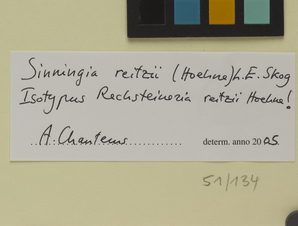 Sinningia reitzii (Hoehne) L.E. Skog
Isotypus Rechsteineria reitzii Hoehne!
A. Chautems determ. anno 2005.
51/134